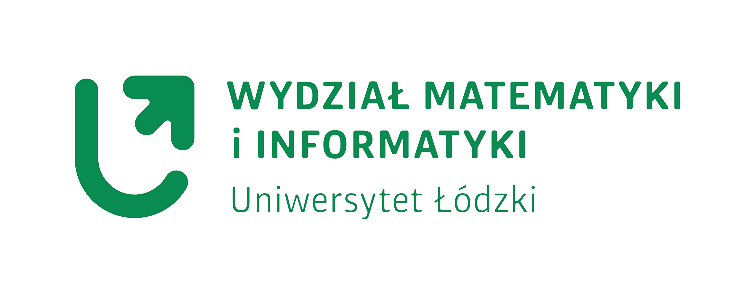 WYDZIAŁ MATEMATYKI
i INFORMATYKI
Uniwersytet Łódzki